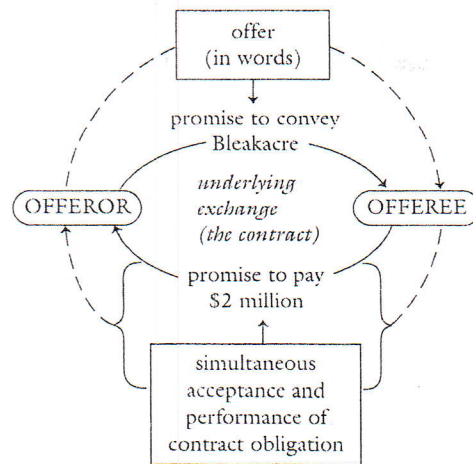 offer
(in words)
promise to convey
Bleakacre
underlying
exchange
(the contract)
OFFEROR
OFFEREE
promise to pay
$2 million
simultaneous
acceptance and
performance of
contract obligation